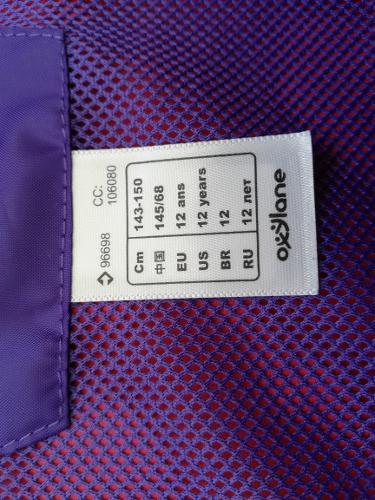 96698 CC:
106080
Cm 143-150
中国 145/68
EU 12 ans
US 12 years
BR 12
RU 12 лет
oxylane